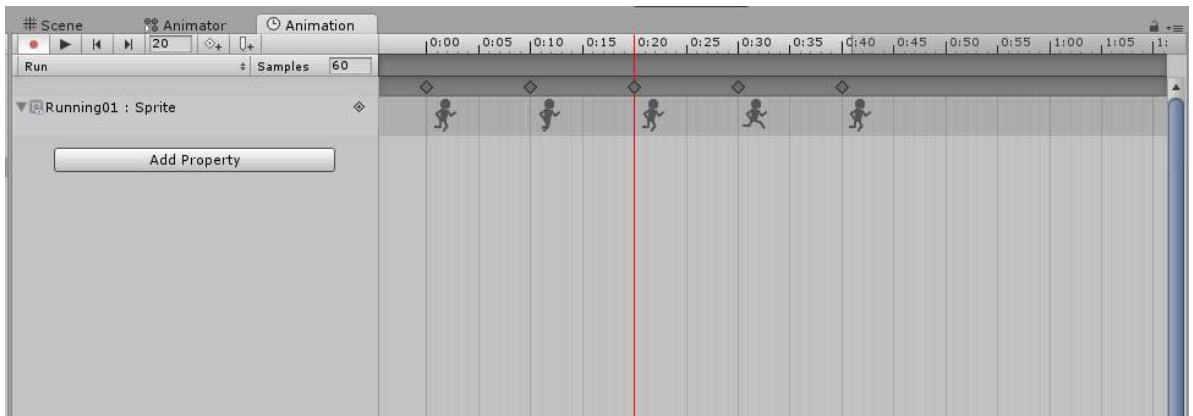 Scene Animator Animation
20 0:00 0:05 0:10 0:15 0:20 0:25 0:30 0:35 0:40 0:45 0:50 0:55 1:00 1:05 1:
Run Samples 60
Running01 : Sprite
Add Property